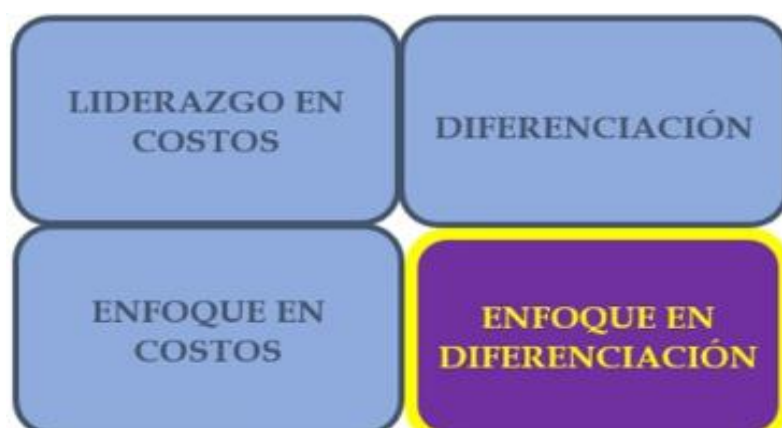 LIDERAZGO EN
COSTOS
DIFERENCIACIÓN
ENFOQUE EN
COSTOS
ENFOQUE EN
DIFERENCIACIÓN